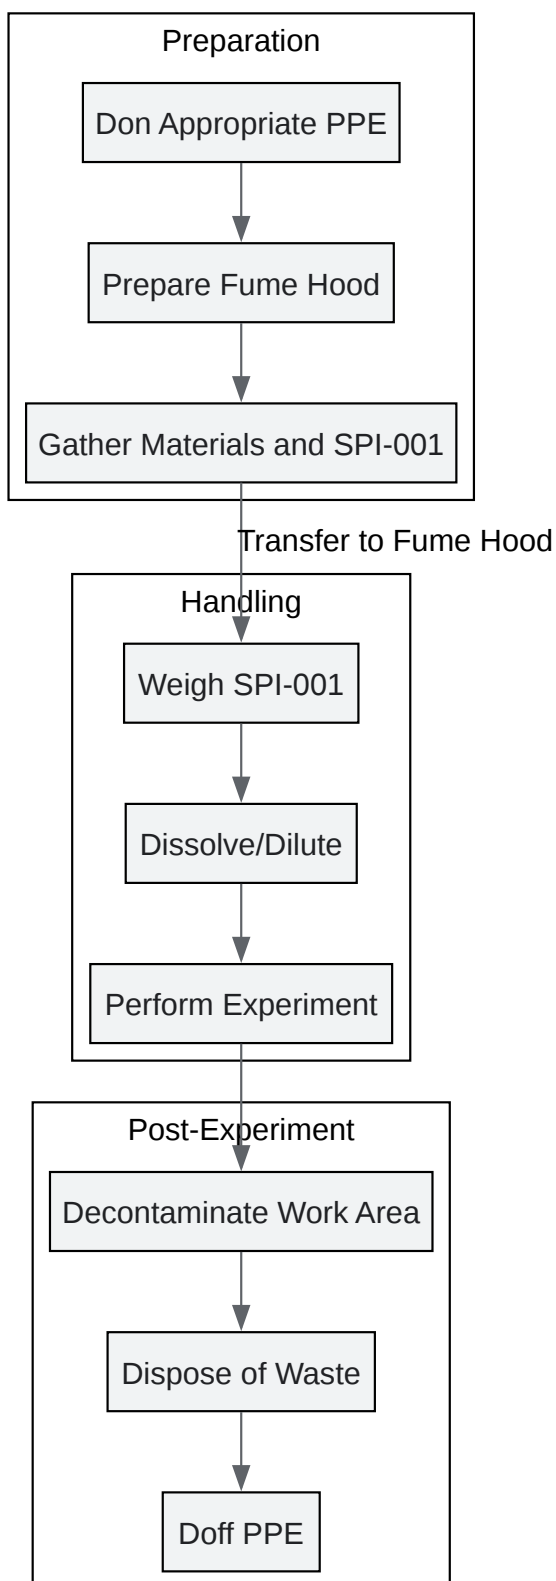 Preparation
Don Appropriate PPE
Prepare Fume Hood
Gather Materials and SPI-001
Transfer to Fume Hood
Handling
Weigh SPI-001
Dissolve/Dilute
Perform Experiment
Post-Experiment
Decontaminate Work Area
Dispose of Waste
Doff PPE